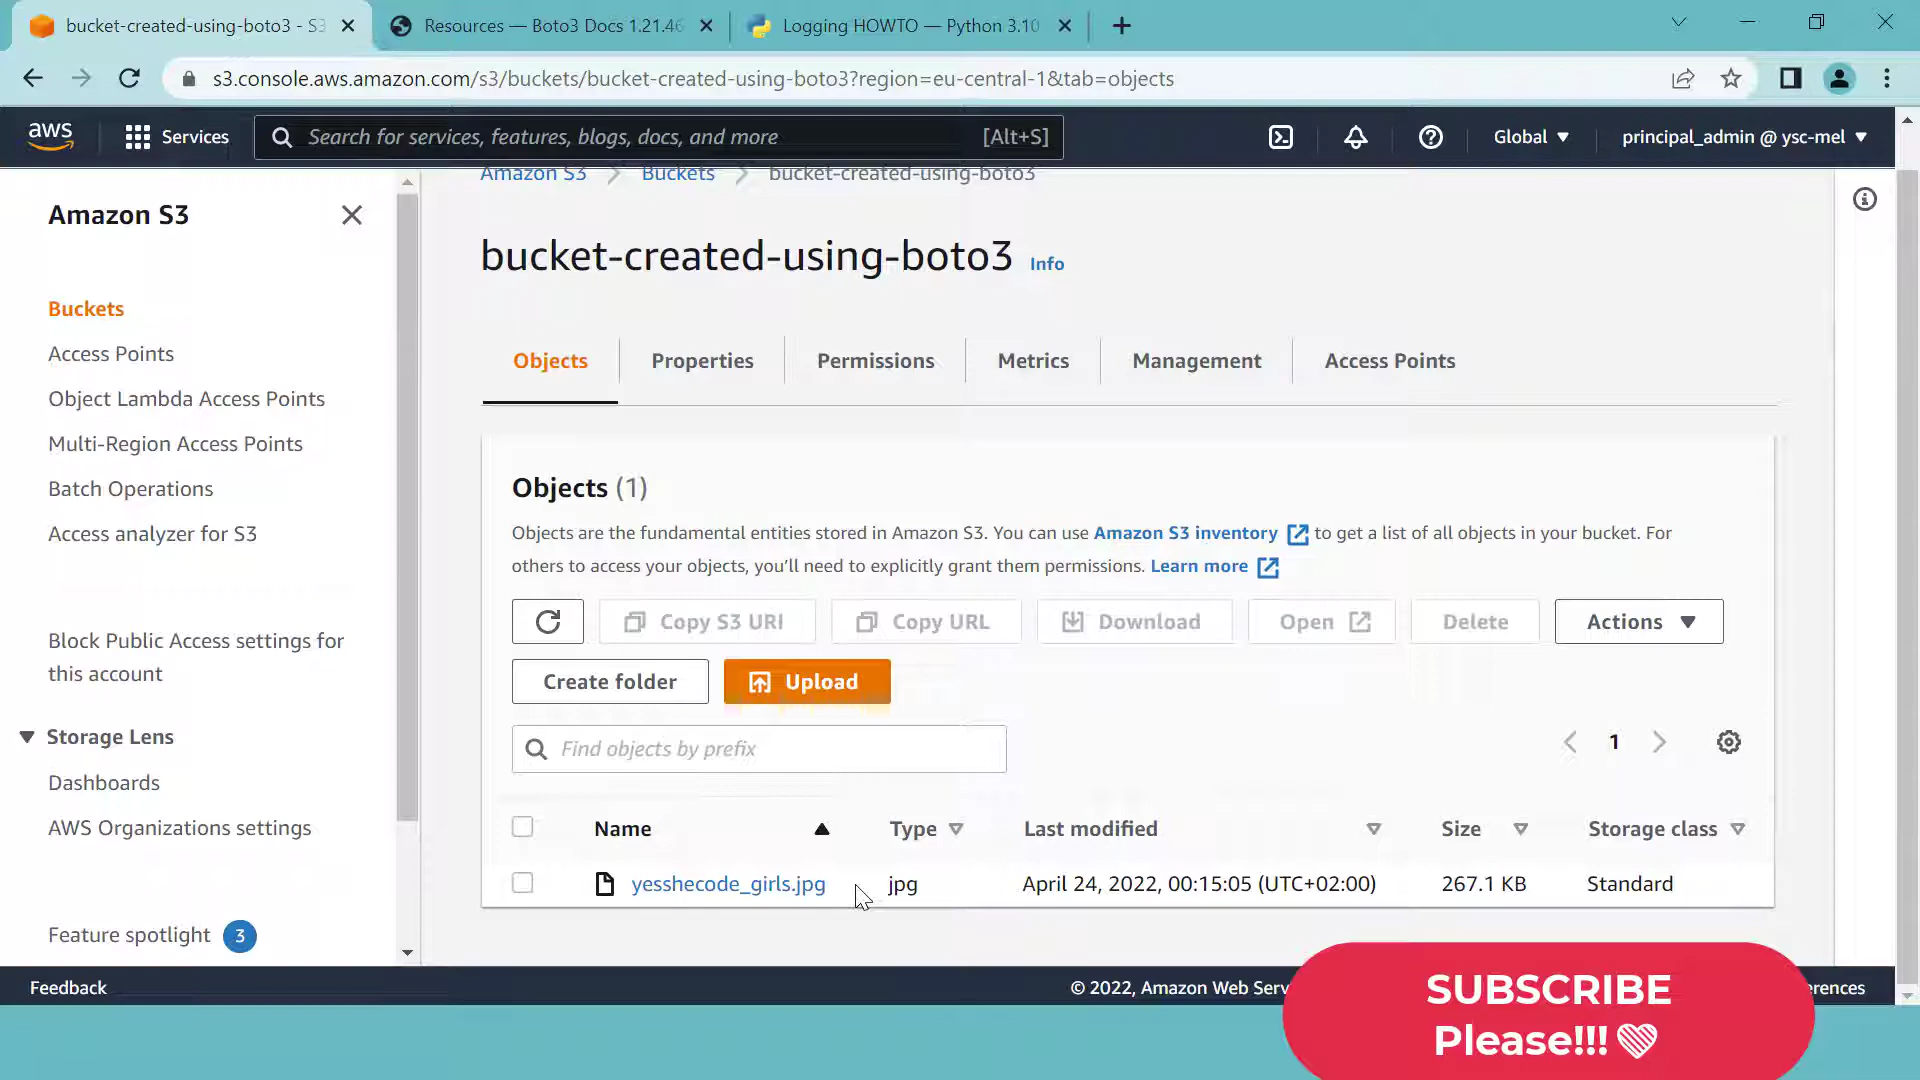 bucket-created-using-boto3 - S3
Resources — Boto3 Docs 1.21.46
Logging HOWTO — Python 3.10
s3.console.aws.amazon.com/s3/buckets/bucket-created-using-boto3?region=eu-central-1&tab=objects
aws
Services
Search for services, features, blogs, docs, and more
[Alt+S]
Global
principal_admin @ ysc-mel
Amazon S3
Buckets
bucket-created-using-boto3
Amazon S3
Buckets
Access Points
Object Lambda Access Points
Multi-Region Access Points
Batch Operations
Access analyzer for S3
Block Public Access settings for
this account
Storage Lens
Dashboards
AWS Organizations settings
Feature spotlight 3
bucket-created-using-boto3 Info
Objects
Properties
Permissions
Metrics
Management
Access Points
Objects (1)
Objects are the fundamental entities stored in Amazon S3. You can use Amazon S3 inventory to get a list of all objects in your bucket. For
others to access your objects, you'll need to explicitly grant them permissions. Learn more
Copy S3 URI
Copy URL
Download
Open
Delete
Actions
Create folder
Upload
Find objects by prefix
1
Name
Type
Last modified
Size
Storage class
yesshecode_girls.jpg
jpg
April 24, 2022, 00:15:05 (UTC+02:00)
267.1 KB
Standard
Feedback
© 2022, Amazon Web Serv
erences
SUBSCRIBE
Please!!!